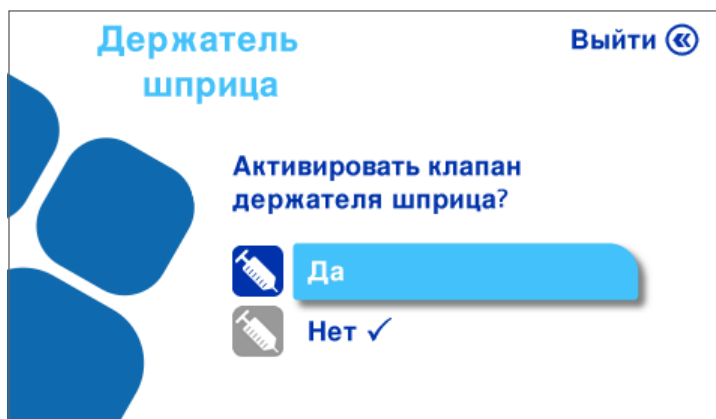 Держатель
шприца
Выйти
Активировать клапан
держателя шприца?
Да
Нет ✓